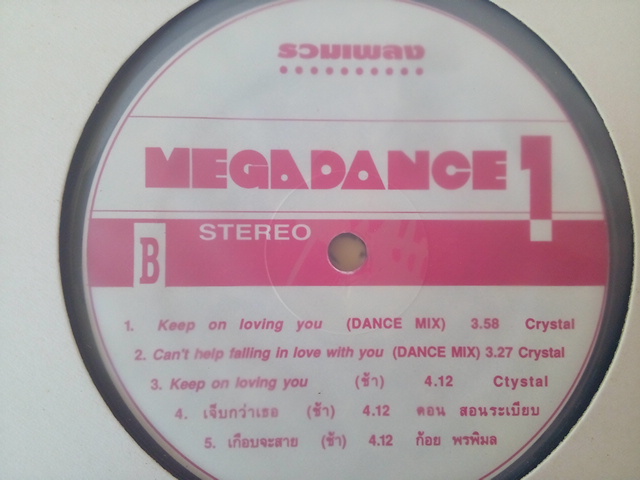 รวมเพลง
MEGADANCE 1
B STEREO
1. Keep on loving you (DANCE MIX) 3.58 Crystal
2. Can't help falling in love with you (DANCE MIX) 3.27 Crystal
3. Keep on loving you (ช้า) 4.12 Ctystal
4. เจ็บกว่าเธอ (ช้า) 4.12 ดอน สอนระเบียบ
5. เกือบจะสาย (ช้า) 4.12 ก้อย พรพิมล